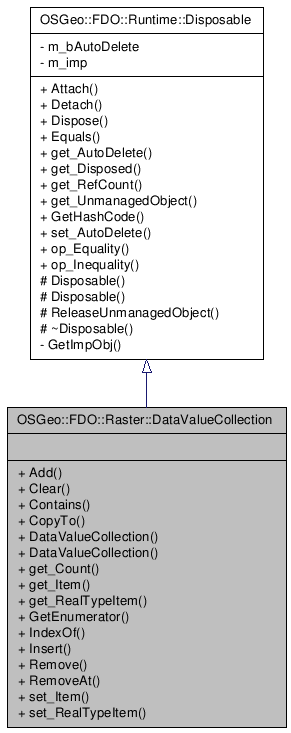 OSGeo::FDO::Runtime::Disposable
- m_bAutoDelete
- m_imp
+ Attach()
+ Detach()
+ Dispose()
+ Equals()
+ get_AutoDelete()
+ get_Disposed()
+ get_RefCount()
+ get_UnmanagedObject()
+ GetHashCode()
+ set_AutoDelete()
+ op_Equality()
+ op_Inequality()
# Disposable()
# Disposable()
# ReleaseUnmanagedObject()
# ~Disposable()
- GetImpObj()
OSGeo::FDO::Raster::DataValueCollection
+ Add()
+ Clear()
+ Contains()
+ CopyTo()
+ DataValueCollection()
+ DataValueCollection()
+ get_Count()
+ get_Item()
+ get_RealTypeItem()
+ GetEnumerator()
+ IndexOf()
+ Insert()
+ Remove()
+ RemoveAt()
+ set_Item()
+ set_RealTypeItem()